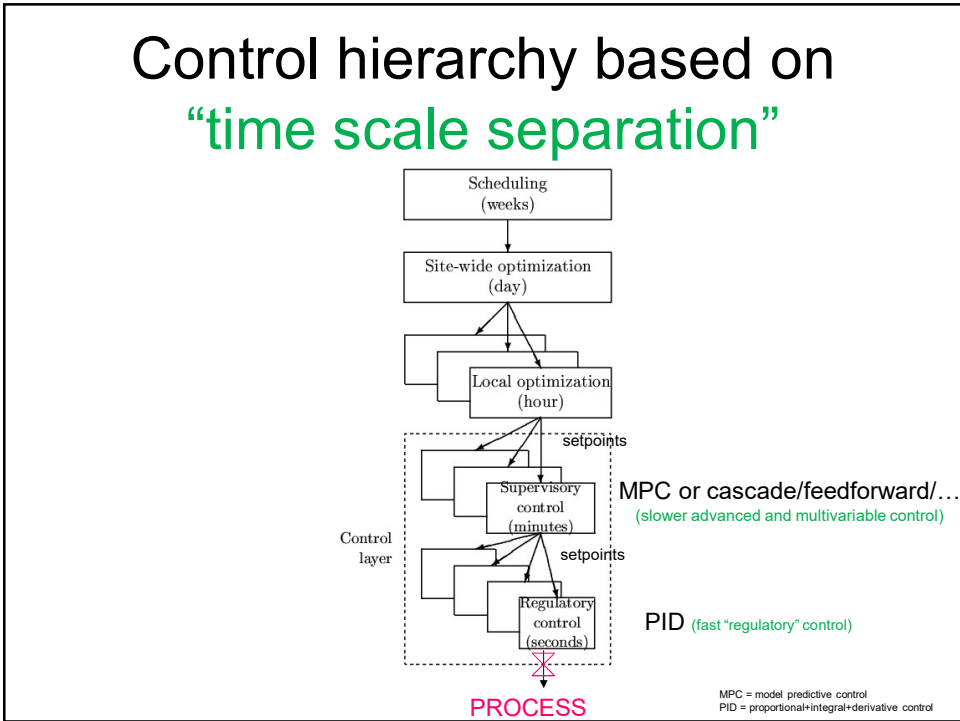 Control hierarchy based on
“time scale separation”
Scheduling
(weeks)
Site-wide optimization
(day)
Local optimization
(hour)
setpoints
Supervisory
control
(minutes)
MPC or cascade/feedforward/…
(slower advanced and multivariable control)
Control
layer
setpoints
Regulatory
control
(seconds)
PID (fast “regulatory” control)
PROCESS
MPC = model predictive control
PID = proportional+integral+derivative control